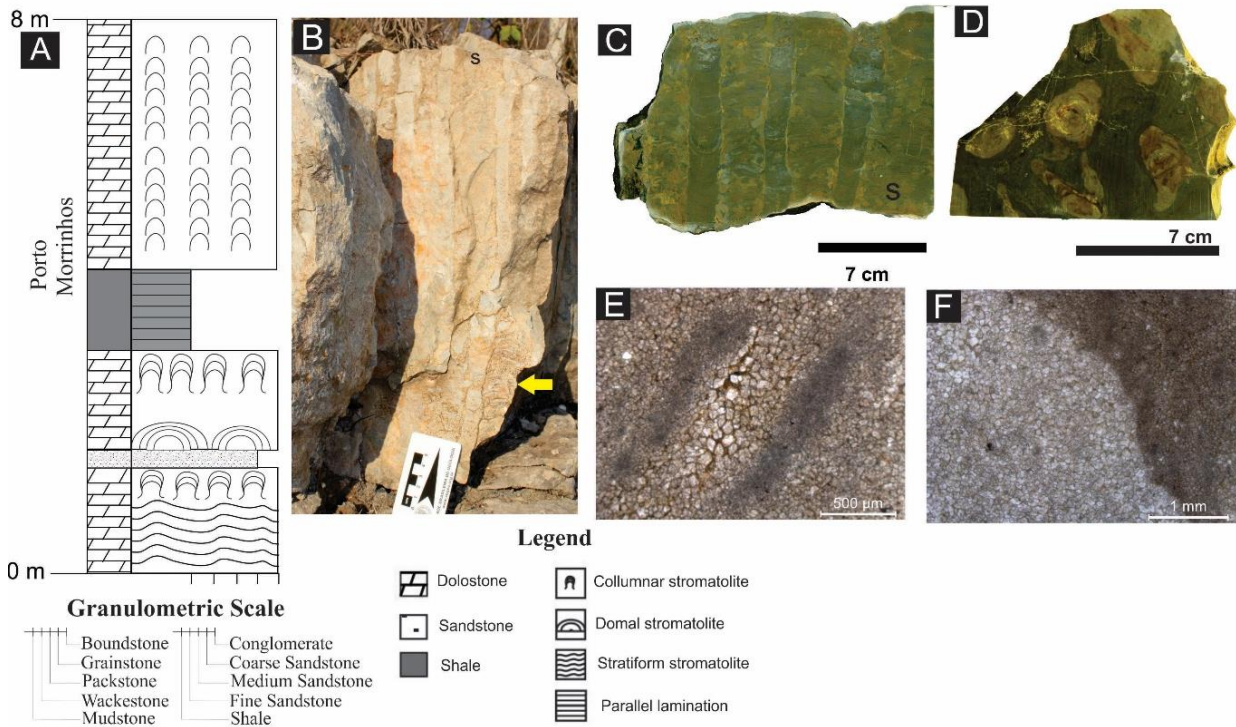 8 m
A
Porto
Morrinhos
0 m
B
s
C
S
7 cm
D
7 cm
E
500 µm
F
1 mm
Granulometric Scale
Boundstone
Grainstone
Packstone
Wackestone
Mudstone
Conglomerate
Coarse Sandstone
Medium Sandstone
Fine Sandstone
Shale
Legend
Dolostone
Sandstone
Shale
Collumnar stromatolite
Domal stromatolite
Stratiform stromatolite
Parallel lamination